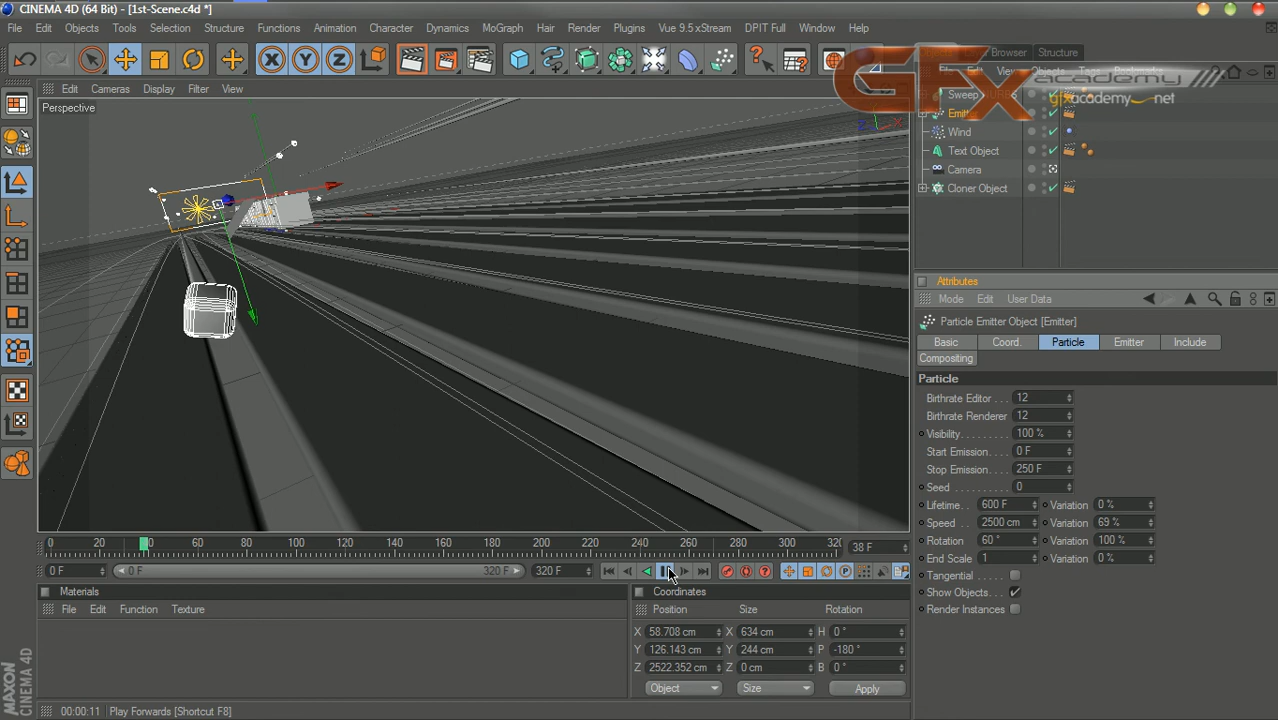 CINEMA 4D (64 Bit) - [1st-Scene.c4d *]
File Edit Objects Tools Selection Structure Functions Animation Character Dynamics MoGraph Hair Render Plugins Vue 9.5 xStream DPIT Full Window Help
Edit Cameras Display Filter View
Perspective
X Y Z
Browser Structure
GFX academy
gfxacademy.net
Sweep
Emitter
Wind
Text Object
Camera
Cloner Object
Attributes
Mode Edit User Data
Particle Emitter Object [Emitter]
Basic Coord. Particle Emitter Include
Compositing
Particle
Birthrate Editor . . . 12
Birthrate Renderer 12
Visibility. . . . . . . . 100 %
Start Emission. . . . 0 F
Stop Emission. . . . 250 F
Seed . . . . . . . . . . 0
Lifetime. . 600 F Variation 0 %
Speed . . 2500 cm Variation 69 %
Rotation 60 ° Variation 100 %
End Scale 1 Variation 0 %
Tangential . . . . . .
Show Objects. . .
Render Instances
0 20 40 60 80 100 120 140 160 180 200 220 240 260 280 300 320 38 F
0 F 0 F 320 F 320 F
Materials
File Edit Function Texture
Coordinates
Position Size Rotation
X 58.708 cm X 634 cm H 0 °
Y 126.143 cm Y 244 cm P -180 °
Z 2522.352 cm Z 0 cm B 0 °
Object Size Apply
MAXON CINEMA 4D
00:00:11 Play Forwards [Shortcut F8]